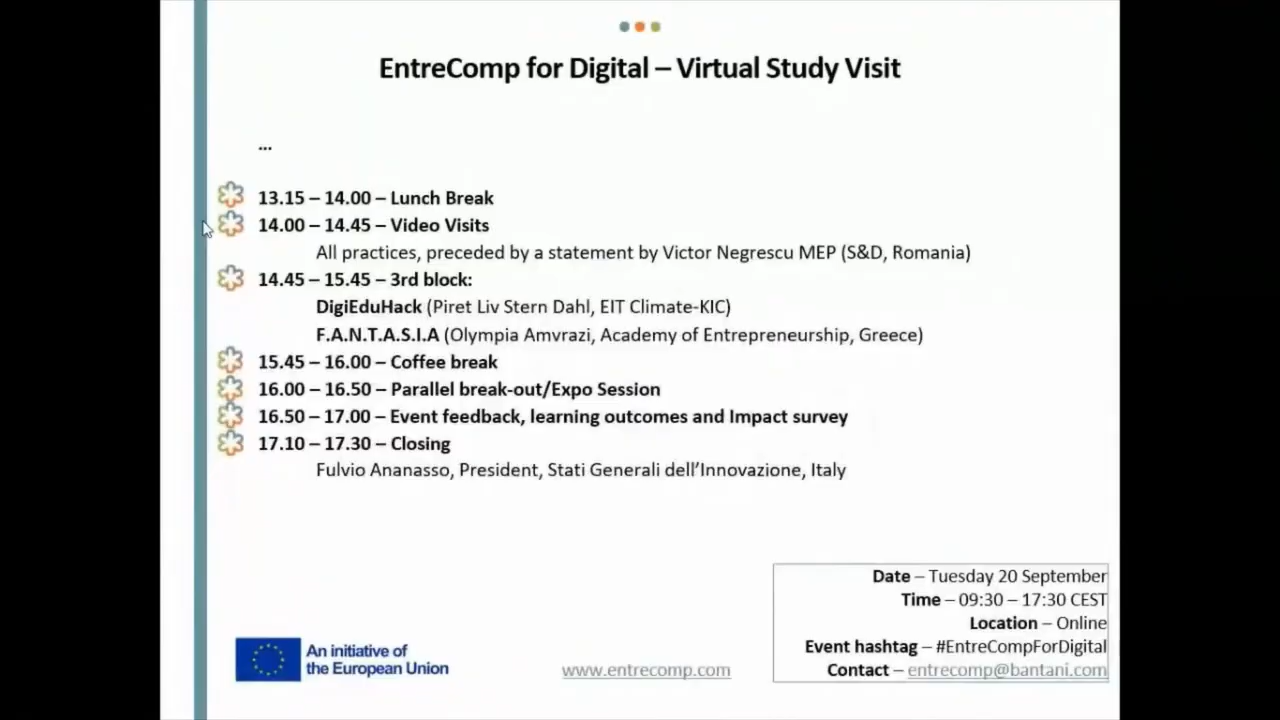 EntreComp for Digital – Virtual Study Visit
...
13.15 – 14.00 – Lunch Break
14.00 – 14.45 – Video Visits
All practices, preceded by a statement by Victor Negrescu MEP (S&D, Romania)
14.45 – 15.45 – 3rd block:
DigiEduHack (Piret Liv Stern Dahl, EIT Climate-KIC)
F.A.N.T.A.S.I.A (Olympia Amvrazi, Academy of Entrepreneurship, Greece)
15.45 – 16.00 – Coffee break
16.00 – 16.50 – Parallel break-out/Expo Session
16.50 – 17.00 – Event feedback, learning outcomes and Impact survey
17.10 – 17.30 – Closing
Fulvio Ananasso, President, Stati Generali dell’Innovazione, Italy
Date – Tuesday 20 September
Time – 09:30 – 17:30 CEST
Location – Online
Event hashtag – #EntreCompForDigital
Contact – entrecomp@bantani.com
An initiative of
the European Union
www.entrecomp.com